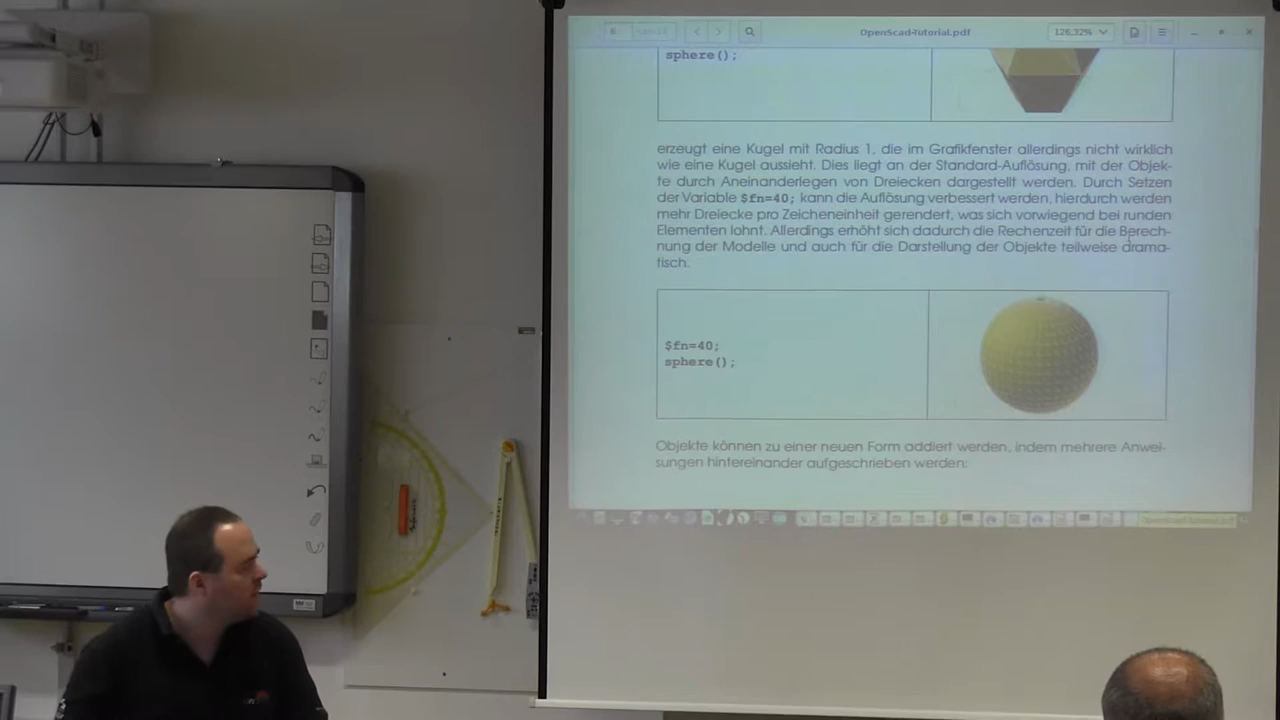 OpenScad-Tutorial.pdf
126,32%
sphere();
erzeugt eine Kugel mit Radius 1, die im Grafikfenster allerdings nicht wirklich
wie eine Kugel aussieht. Dies liegt an der Standard-Auflösung, mit der Objek-
te durch Aneinanderlegen von Dreiecken dargestellt werden. Durch Setzen
der Variable $fn=40; kann die Auflösung verbessert werden, hierdurch werden
mehr Dreiecke pro Zeicheneinheit gerendert, was sich vorwiegend bei runden
Elementen lohnt. Allerdings erhöht sich dadurch die Rechenzeit für die Berech-
nung der Modelle und auch für die Darstellung der Objekte teilweise drama-
tisch.
$fn=40;
sphere();
Objekte können zu einer neuen Form addiert werden, indem mehrere Anwei-
sungen hintereinander aufgeschrieben werden: